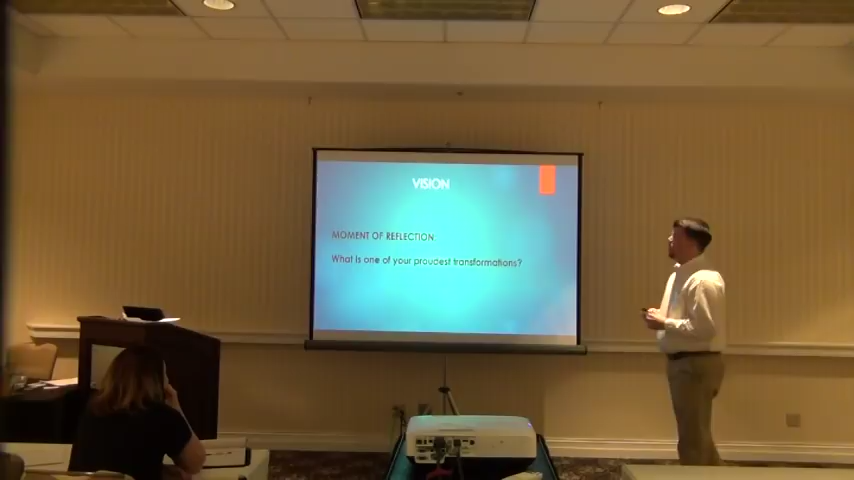 VISION
MOMENT OF REFLECTION:
What is one of your proudest transformations?